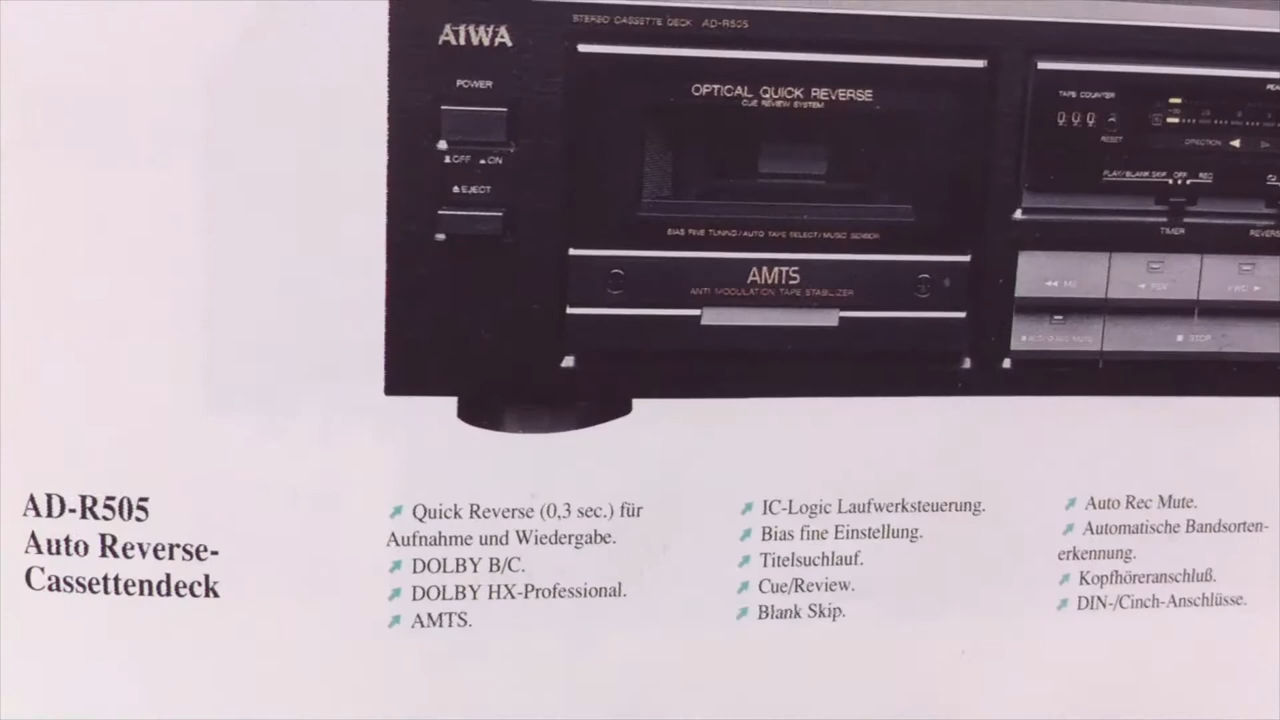 STEREO CASSETTE DECK AD-R505
AIWA
POWER
OFF ON
EJECT
OPTICAL QUICK REVERSE
CUE REVIEW SYSTEM
BIAS FINE TUNING/AUTO TAPE SELECT/MUSIC SENSOR
AMTS
ANTI MODULATION TAPE STABILIZER
TAPE COUNTER
000
RESET
DIRECTION
PLAY/BLANK SKIP OFF REC
TIMER
STOP
AD-R505
Auto Reverse-
Cassettendeck
Quick Reverse (0,3 sec.) für
Aufnahme und Wiedergabe.
DOLBY B/C.
DOLBY HX-Professional.
AMTS.
IC-Logic Laufwerksteuerung.
Bias fine Einstellung.
Titelsuchlauf.
Cue/Review.
Blank Skip.
Auto Rec Mute.
Automatische Bandsorten-
erkennung.
Kopfhöreranschluß.
DIN-/Cinch-Anschlüsse.